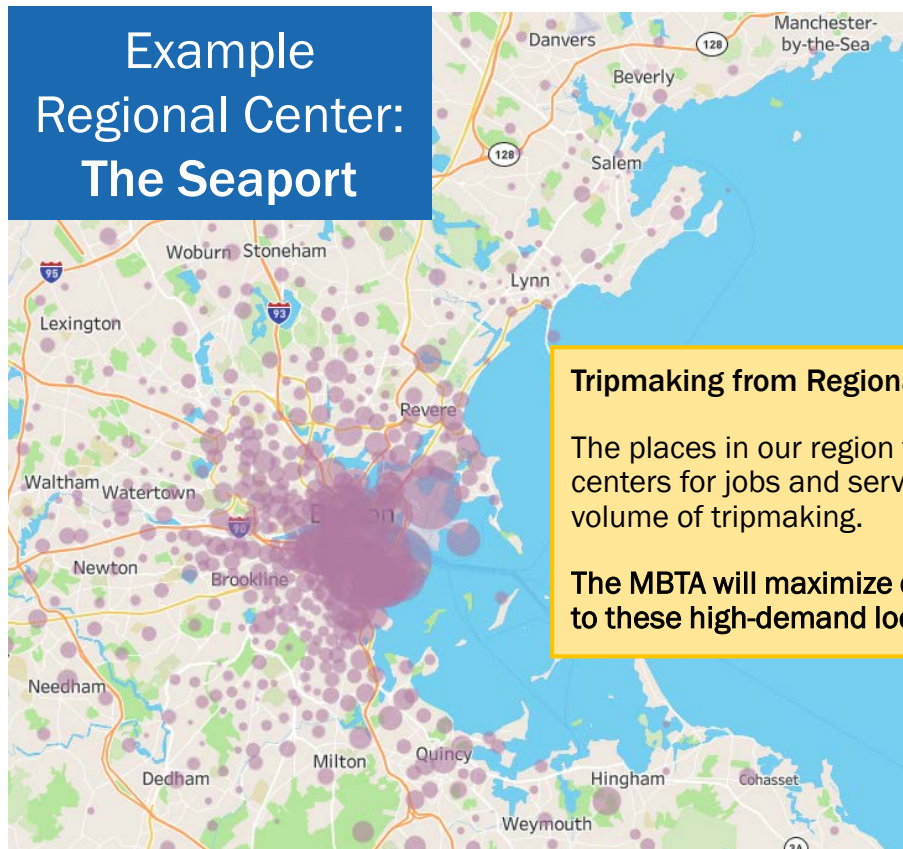 Example
Regional Center:
The Seaport
Manchester-
by-the-Sea
Danvers
128
Beverly
128
Salem
Woburn Stoneham
95
Lynn
93
Lexington
Tripmaking from Regiona
Revere
The places in our region
centers for jobs and serv
volume of tripmaking.
Waltham Watertown
90
Newton
Brookline
The MBTA will maximize
to these high-demand loc
Needham
Milton
Quincy
Dedham
Hingham
Cohasset
Weymouth
3A